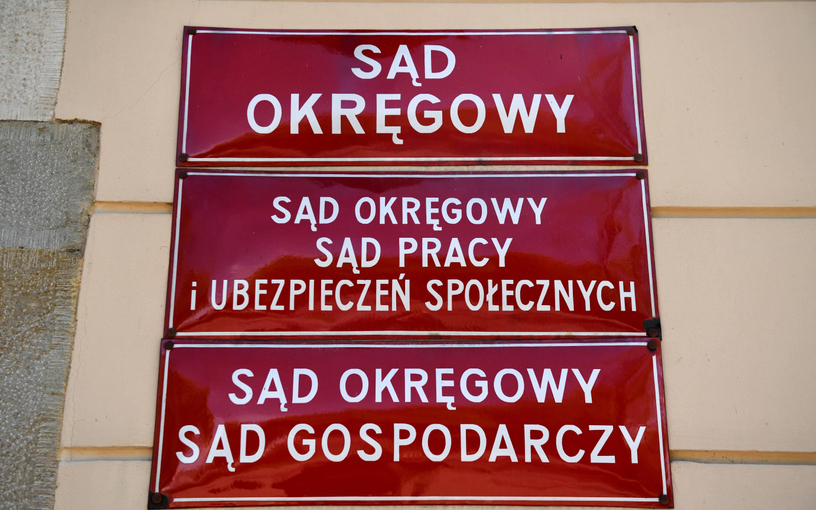 SĄD
OKRĘGOWY
SĄD OKRĘGOWY
SĄD PRACY
i UBEZPIECZEŃ SPOŁECZNYCH
SĄD OKRĘGOWY
SĄD GOSPODARCZY